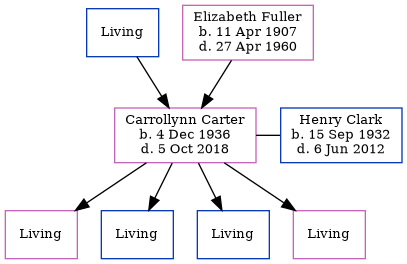 Living
Elizabeth Fuller
b. 11 Apr 1907
d. 27 Apr 1960
Carrollynn Carter
b. 4 Dec 1936
d. 5 Oct 2018
Henry Clark
b. 15 Sep 1932
d. 6 Jun 2012
Living
Living
Living
Living